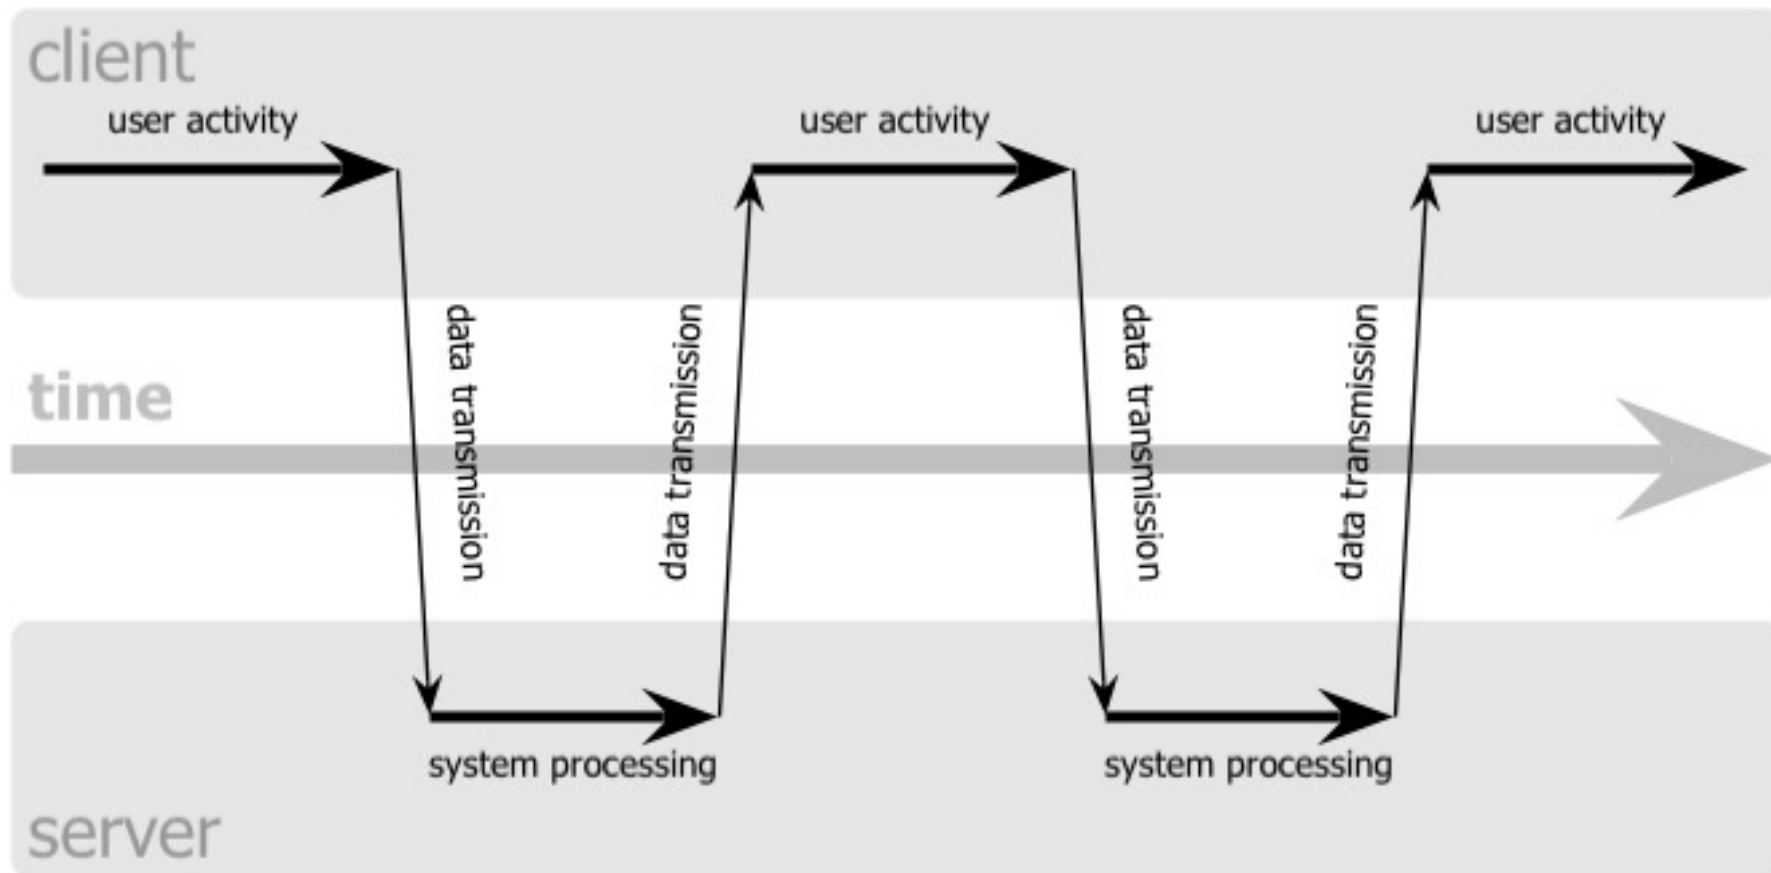 client
user activity
user activity
user activity
data transmission
data transmission
data transmission
data transmission
time
system processing
system processing
server